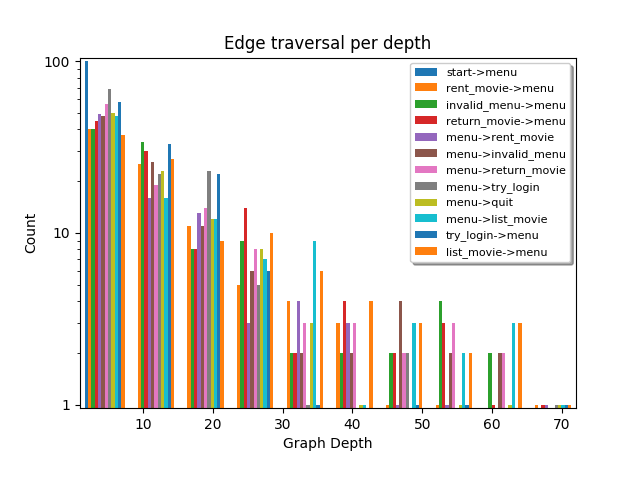 Edge traversal per depth
100
10
1
Count
start->menu
rent_movie->menu
invalid_menu->menu
return_movie->menu
menu->rent_movie
menu->invalid_menu
menu->return_movie
menu->try_login
menu->quit
menu->list_movie
try_login->menu
list_movie->menu
10 20 30 40 50 60 70
Graph Depth